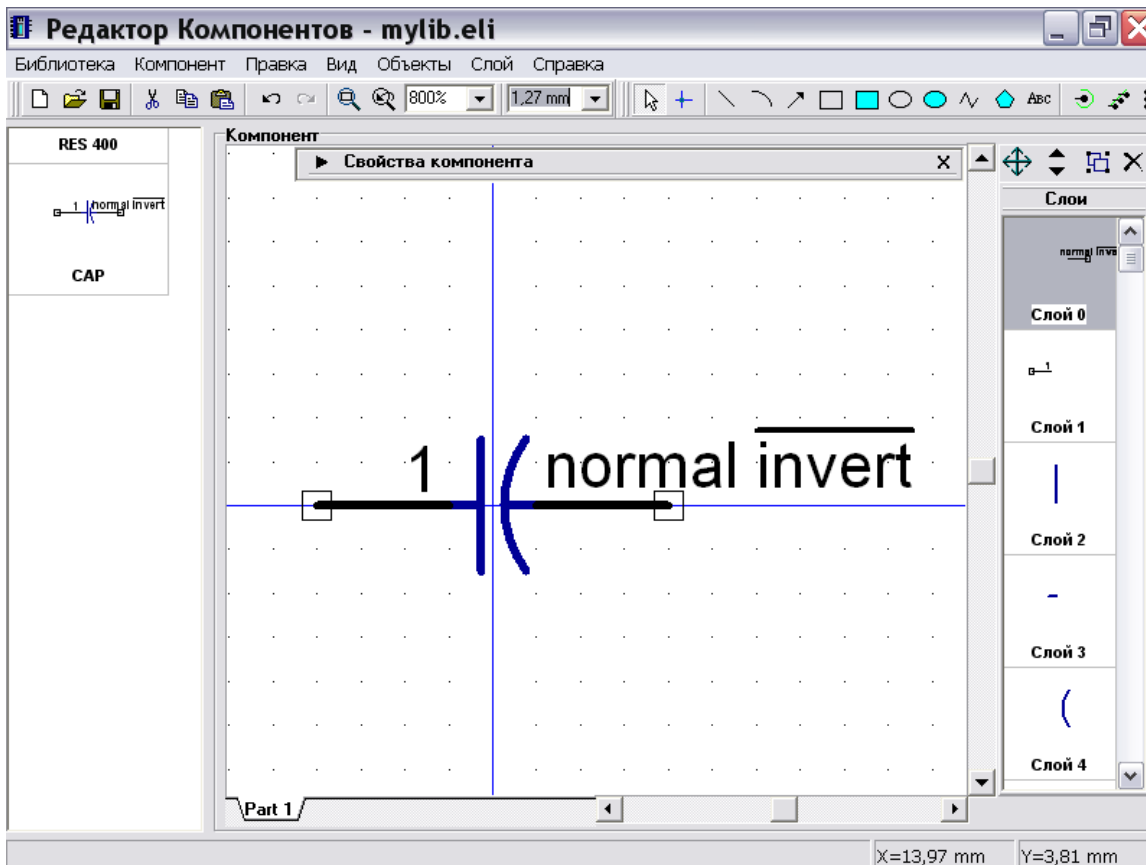 Редактор Компонентов - mylib.eli
Библиотека Компонент Правка Вид Объекты Слой Справка
800% 1,27 mm ABC
RES 400
1 normal invert
CAP
Компонент
Свойства компонента
1 normal invert
Part 1
Слои
normal inve
Слой 0
1
Слой 1
Слой 2
Слой 3
Слой 4
X=13,97 mm Y=3,81 mm